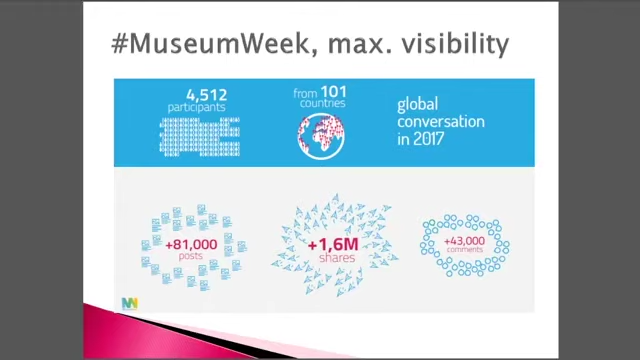 #MuseumWeek, max. visibility
4,512
participants
from 101
countries
global
conversation
in 2017
+81,000
posts
+1,6M
shares
+43,000
comments